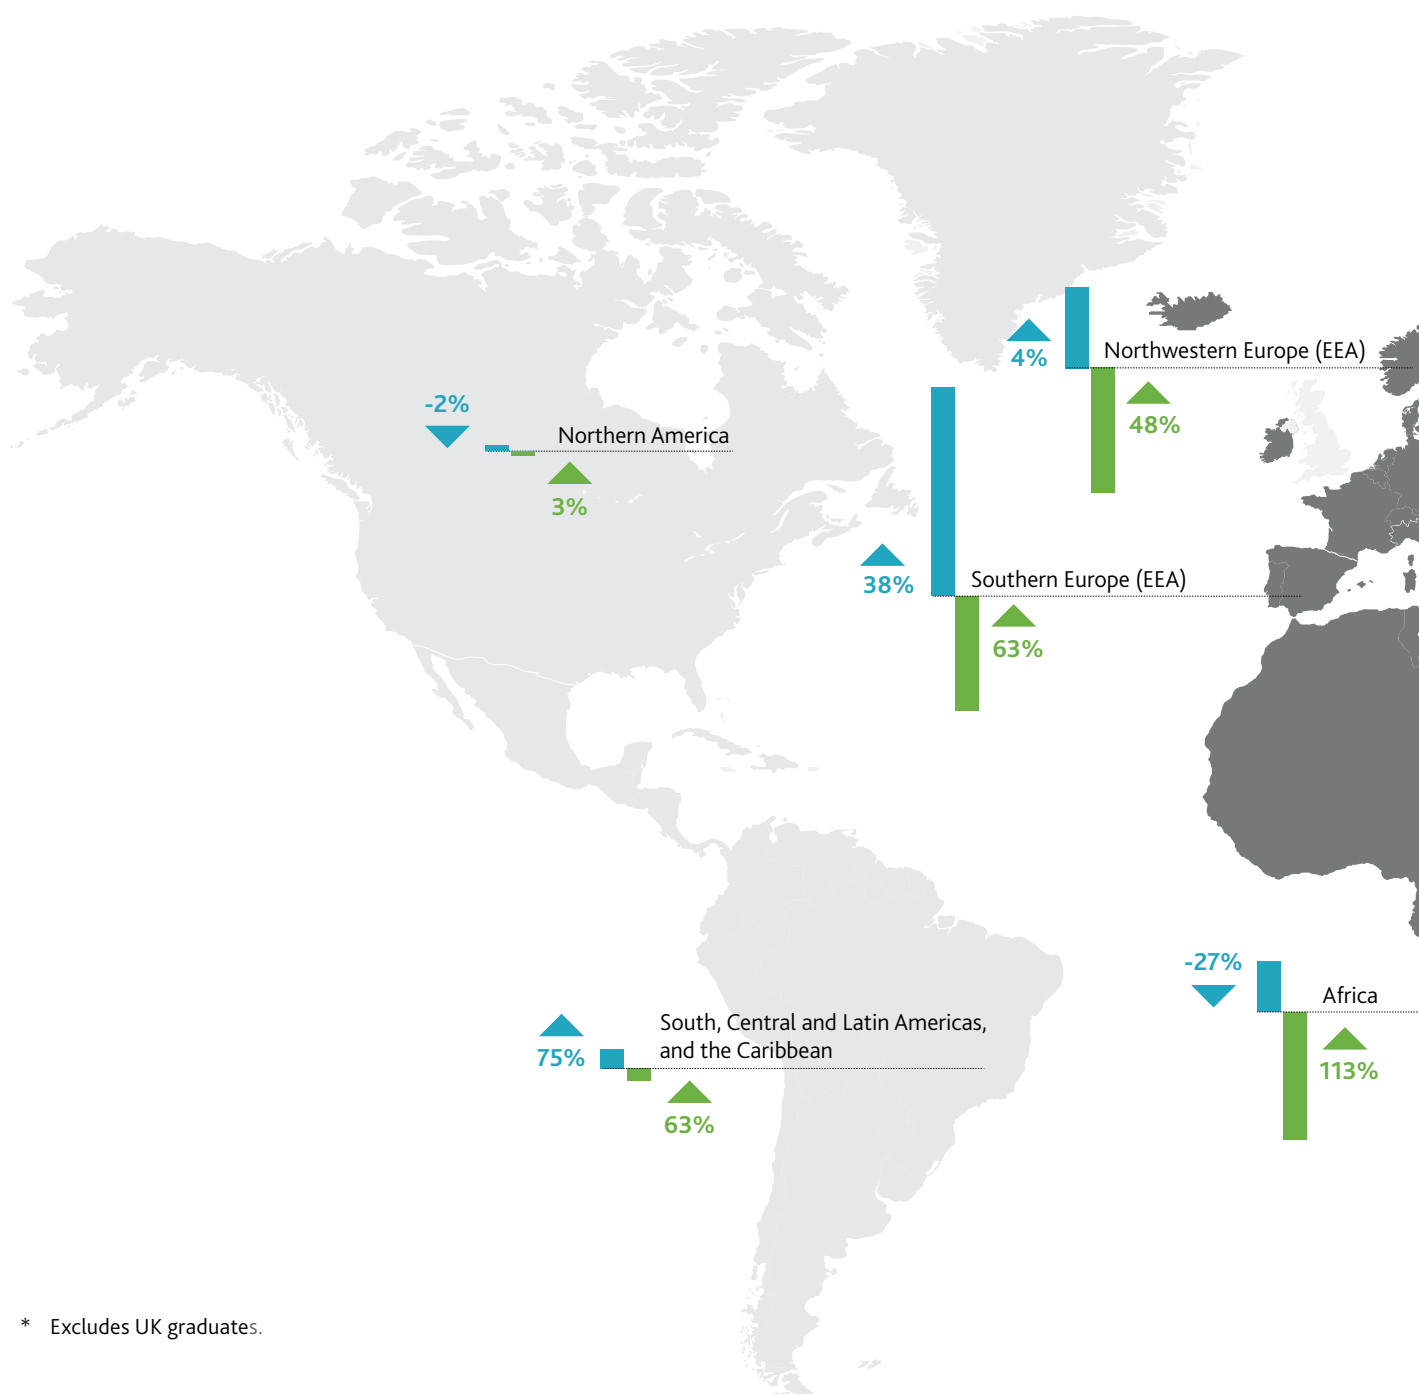 4%
Northwestern Europe (EEA)
48%
-2%
Northern America
3%
38%
Southern Europe (EEA)
63%
-27%
Africa
113%
South, Central and Latin Americas,
and the Caribbean
75%
63%
* Excludes UK graduates.